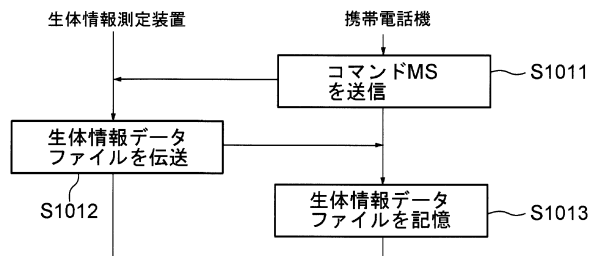 生体情報測定装置
携帯電話機
コマンドMS
を送信
S1011
生体情報データ
ファイルを伝送
S1012
生体情報データ
ファイルを記憶
S1013